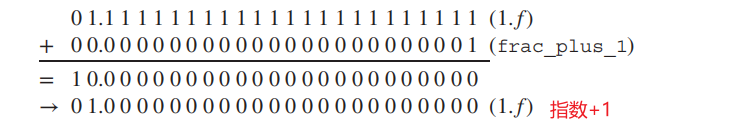 0 1.1 1 1 1 1 1 1 1 1 1 1 1 1 1 1 1 1 1 1 1 1 1 1 (1.f)
+ 0 0.0 0 0 0 0 0 0 0 0 0 0 0 0 0 0 0 0 0 0 0 0 0 1 (frac_plus_1)
= 1 0.0 0 0 0 0 0 0 0 0 0 0 0 0 0 0 0 0 0 0 0 0 0 0
→ 0 1.0 0 0 0 0 0 0 0 0 0 0 0 0 0 0 0 0 0 0 0 0 0 0 (1.f) 指数+1